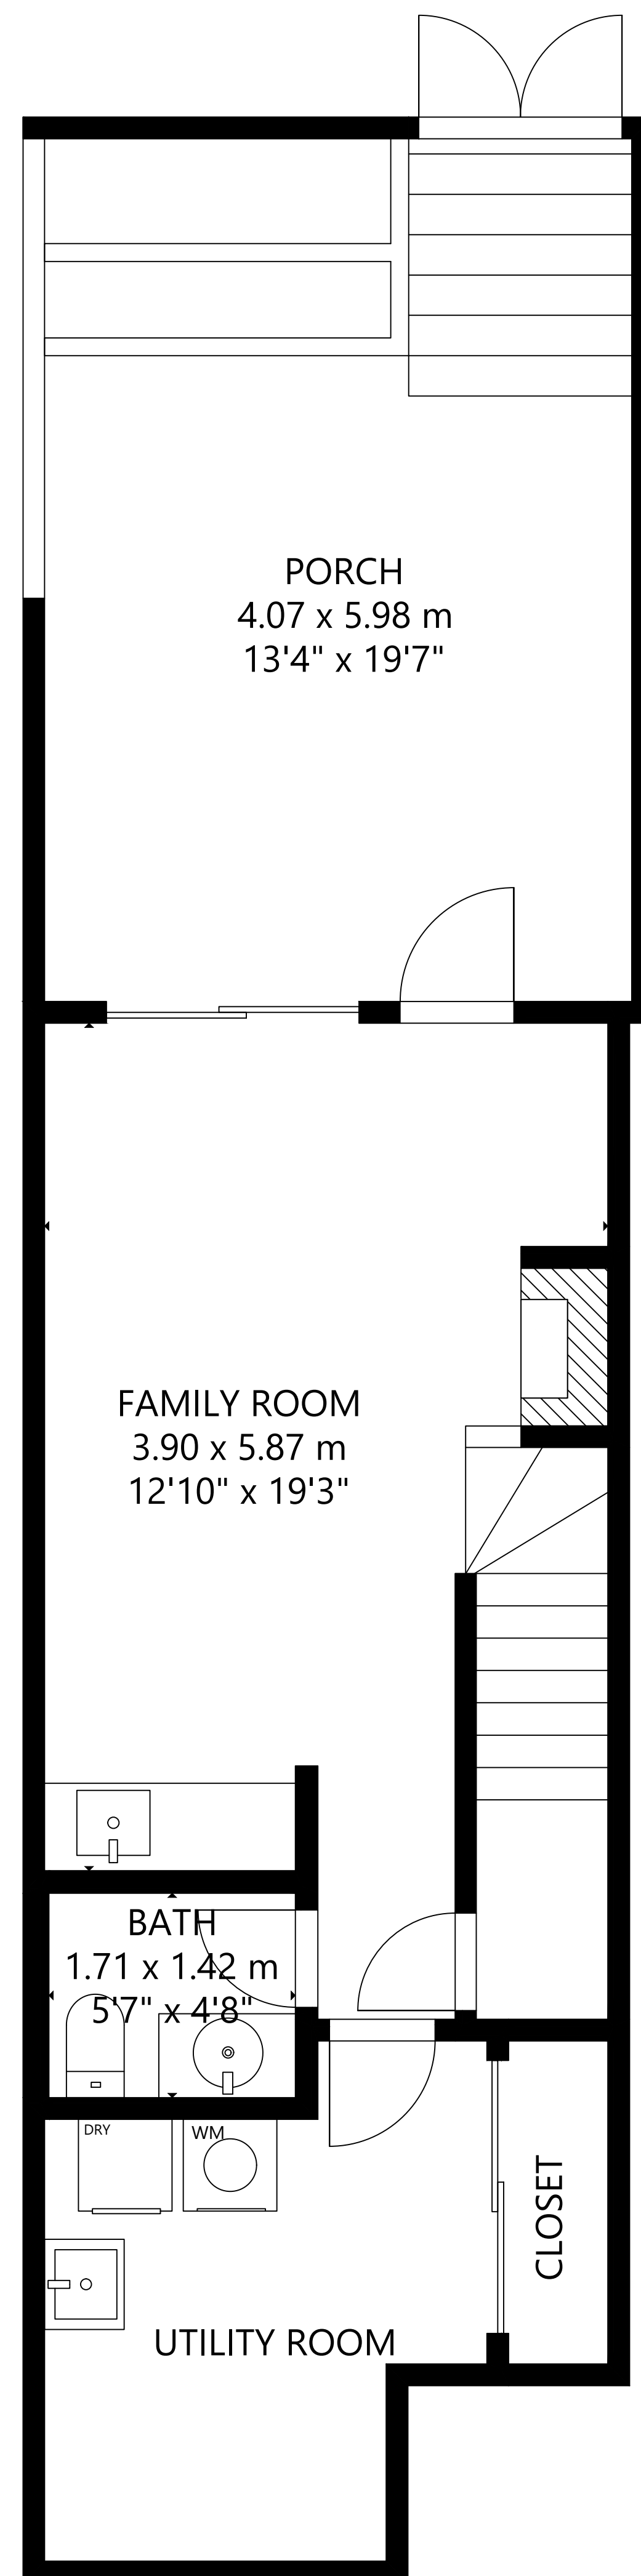 PORCH
4.07 x 5.98 m
13'4" x 19'7"
FAMILY ROOM
3.90 x 5.87 m
12'10" x 19'3"
BATH
1.71 x 1.42 m
5'7" x 4'8"
DRY
WM
CLOSET
UTILITY ROOM